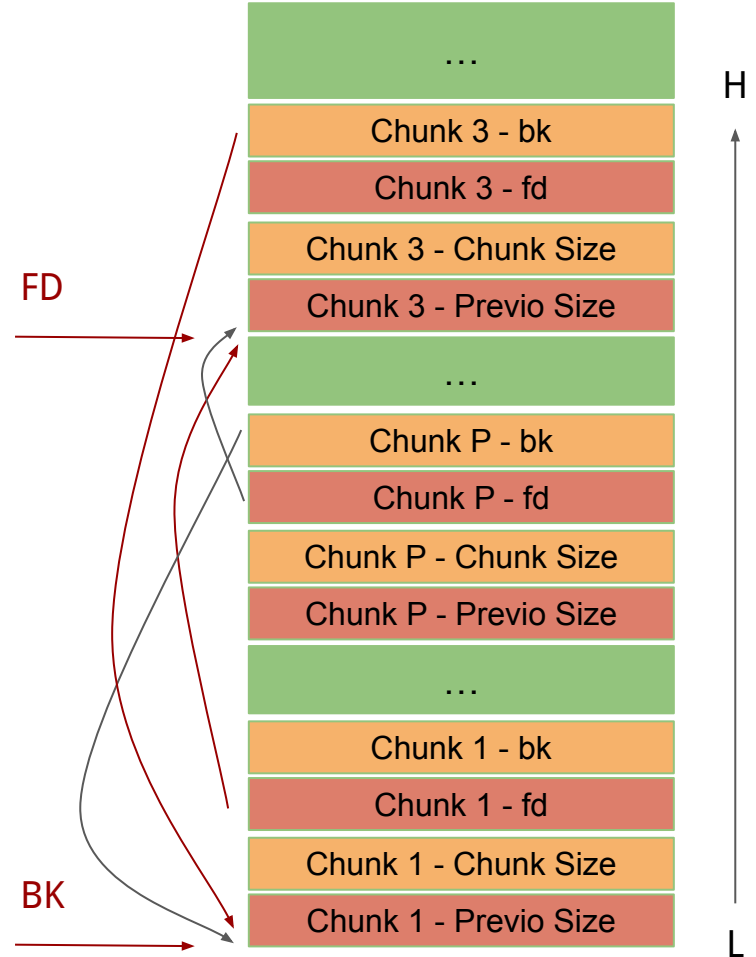 ...
H
Chunk 3 - bk
Chunk 3 - fd
Chunk 3 - Chunk Size
FD
Chunk 3 - Previo Size
...
Chunk P - bk
Chunk P - fd
Chunk P - Chunk Size
Chunk P - Previo Size
...
Chunk 1 - bk
Chunk 1 - fd
Chunk 1 - Chunk Size
BK
Chunk 1 - Previo Size
L